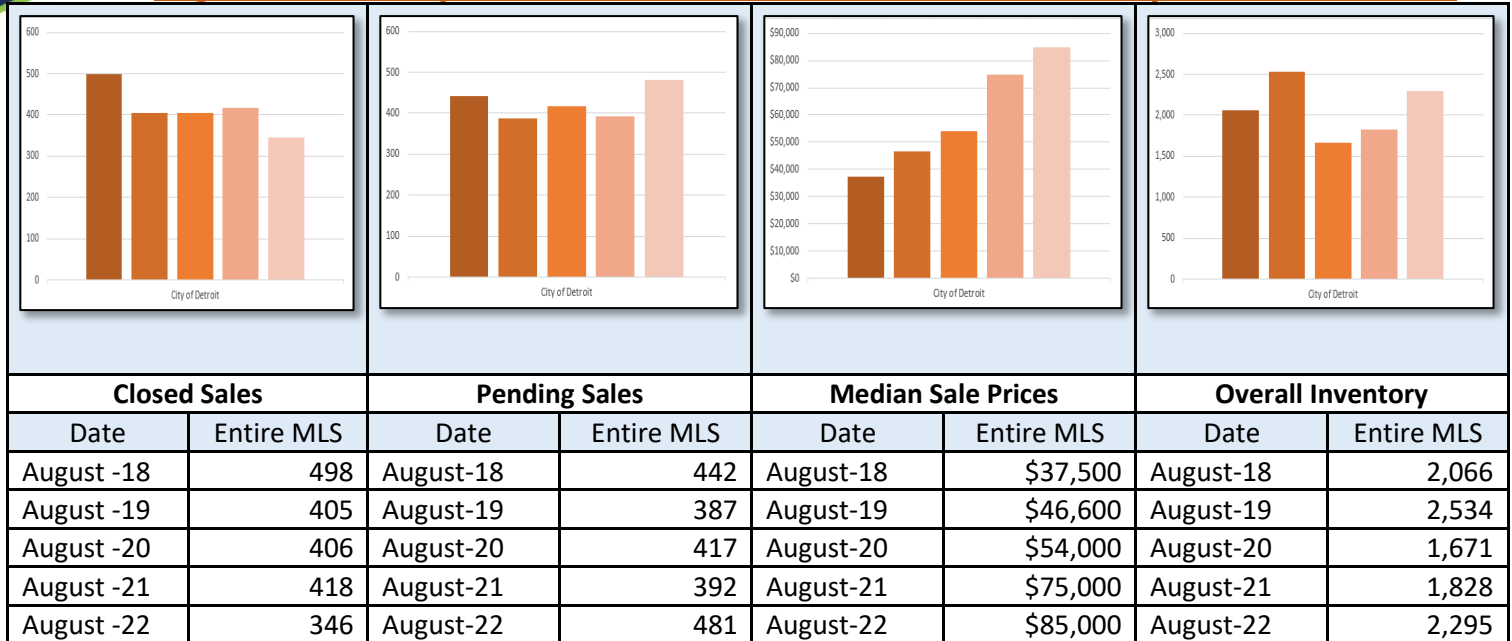 600
500
400
300
200
100
0
City of Detroit
600
500
400
300
200
100
0
City of Detroit
$90,000
$80,000
$70,000
$60,000
$50,000
$40,000
$30,000
$20,000
$10,000
$0
City of Detroit
3,000
2,500
2,000
1,500
1,000
500
0
City of Detroit
Closed Sales Pending Sales Median Sale Prices Overall Inventory
Date Entire MLS Date Entire MLS Date Entire MLS Date Entire MLS
August -18 498 August-18 442 August-18 $37,500 August-18 2,066
August -19 405 August-19 387 August-19 $46,600 August-19 2,534
August -20 406 August-20 417 August-20 $54,000 August-20 1,671
August -21 418 August-21 392 August-21 $75,000 August-21 1,828
August -22 346 August-22 481 August-22 $85,000 August-22 2,295